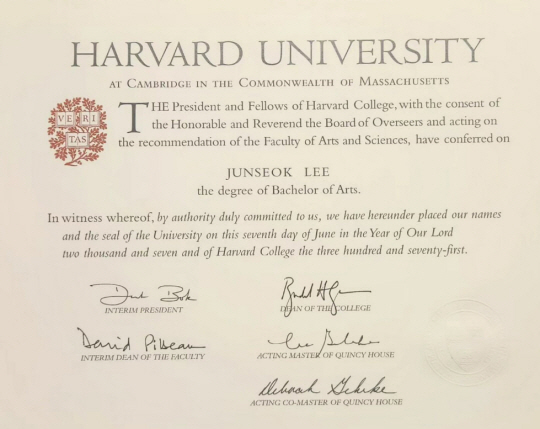 HARVARD UNIVERSITY
AT CAMBRIDGE IN THE COMMONWEALTH OF MASSACHUSETTS
THE President and Fellows of Harvard College, with the consent of
the Honorable and Reverend the Board of Overseers and acting on
the recommendation of the Faculty of Arts and Sciences, have conferred on
VE RI
TAS
JUNSEOK LEE
the degree of Bachelor of Arts.
In witness whereof, by authority duly committed to us, we have hereunder placed our names
and the seal of the University on this seventh day of June in the Year of Our Lord
two thousand and seven and of Harvard College the three hundred and seventy-first.
Derek Bok
INTERIM PRESIDENT
DEAN OF THE COLLEGE
David Pilbeam
INTERIM DEAN OF THE FACULTY
ACTING MASTER OF QUINCY HOUSE
Deborah Gehrke
ACTING CO-MASTER OF QUINCY HOUSE